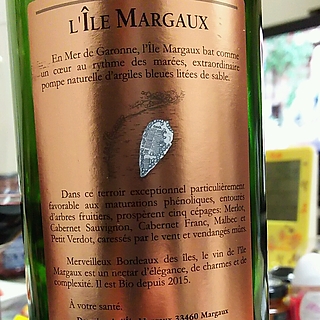 L'ÎLE MARGAUX
En Mer de Garonne, l'Île Margaux bat comme
un cœur au rythme des marées, extraordinaire
pompe naturelle d'argiles bleues litées de sable.
Dans ce terroir exceptionnel particulièrement
favorable aux maturations phénoliques, entourés
d'arbres fruitiers, prospèrent cinq cépages: Merlot,
Cabernet Sauvignon, Cabernet Franc, Malbec et
Petit Verdot, caressés par le vent et vendangés mûrs.
Merveilleux Bordeaux des îles, le vin de l'île
Margaux est un nectar d'élégance, de charmes et de
complexité. Il est Bio depuis 2015.
À votre santé.
Margaux 33460 Margaux